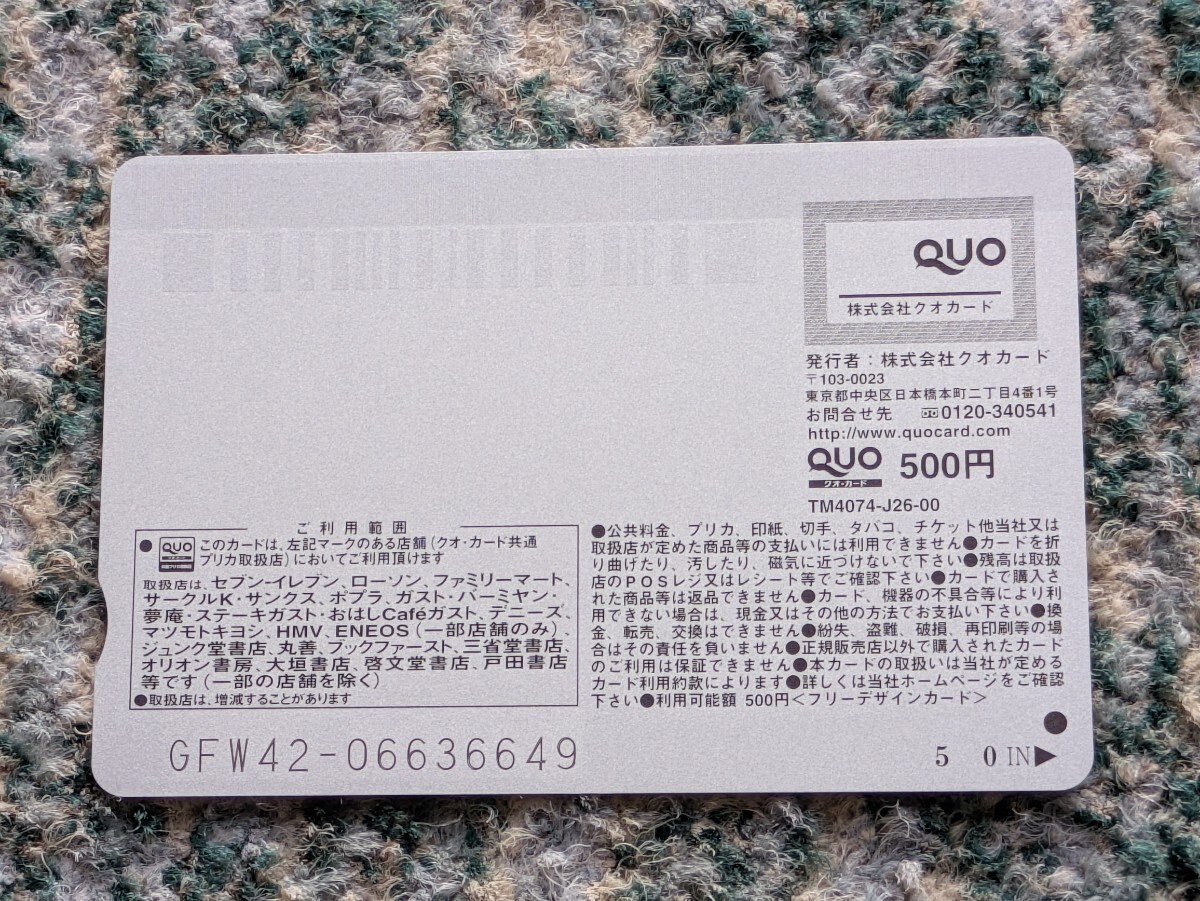 QUO
株式会社クオカード
発行者：株式会社クオカード
〒103-0023
東京都中央区日本橋本町二丁目4番1号
お問合せ先 0120-340541
http://www.quocard.com
QUO 500円
クオ・カード
TM4074-J26-00
ご利用範囲
●QUOこのカードは、左記マークのある店舗(クオ・カード共通
プリカ取扱店)においてご利用頂けます
取扱店は、セブン-イレブン、ローソン、ファミリーマート、
サークルK・サンクス、ポプラ、ガスト・バーミヤン・
夢庵・ステーキガスト・おはしCaféガスト、デニーズ、
マツモトキヨシ、HMV、ENEOS(一部店舗のみ)、
ジュンク堂書店、丸善、ブックファースト、三省堂書店、
オリオン書房、大垣書店、啓文堂書店、戸田書店
等です(一部の店舗を除く)
●取扱店は、増減することがあります
●公共料金、プリカ、印紙、切手、タバコ、チケット他当社又は
取扱店が定めた商品等の支払いには利用できません●カードを折
り曲げたり、汚したり、磁気に近づけないで下さい●残高は取扱
店のPOSレジ又はレシート等でご確認下さい●カードで購入さ
れた商品等は返品できません●カード、機器の不具合等により利
用できない場合は、現金又はその他の方法でお支払い下さい●換
金、転売、交換はできません●紛失、盗難、破損、再印刷等の場
合はその責任を負いません●正規販売店以外で購入されたカード
のご利用は保証できません●本カードの取扱いは当社が定める
カード利用約款によります●詳しくは当社ホームページをご確認
下さい●利用可能額 500円＜フリーデザインカード＞
GFW42-06636649
5 0 IN▶